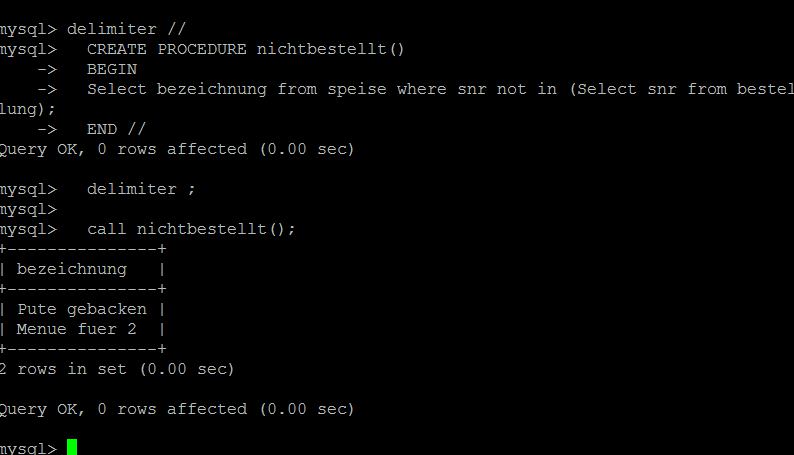 mysql> delimiter //
mysql>   CREATE PROCEDURE nichtbestellt()
    ->   BEGIN
    ->   Select bezeichnung from speise where snr not in (Select snr from bestel
lung);
    ->   END //
Query OK, 0 rows affected (0.00 sec)

mysql>   delimiter ;
mysql>
mysql>   call nichtbestellt();
+---------------+
| bezeichnung   |
+---------------+
| Pute gebacken |
| Menue fuer 2  |
+---------------+
2 rows in set (0.00 sec)

Query OK, 0 rows affected (0.00 sec)

mysql>